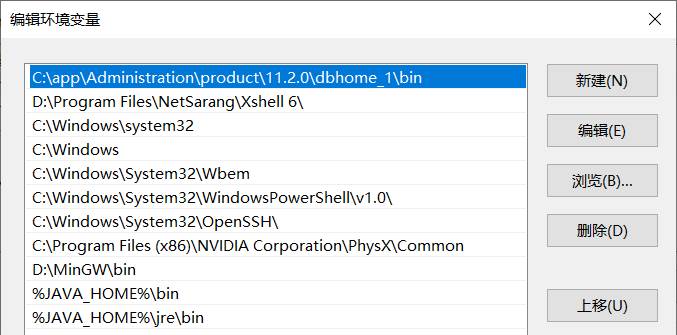 编辑环境变量
C:\app\Administration\product\11.2.0\dbhome_1\bin
D:\Program Files\NetSarang\Xshell 6\
C:\Windows\system32
C:\Windows
C:\Windows\System32\Wbem
C:\Windows\System32\WindowsPowerShell\v1.0\
C:\Windows\System32\OpenSSH\
C:\Program Files (x86)\NVIDIA Corporation\PhysX\Common
D:\MinGW\bin
%JAVA_HOME%\bin
%JAVA_HOME%\jre\bin
新建(N)
编辑(E)
浏览(B)...
删除(D)
上移(U)